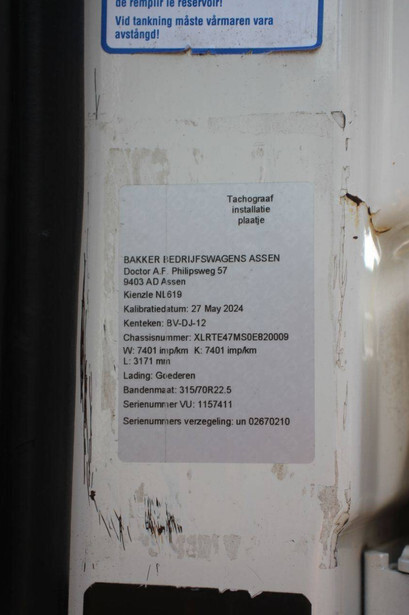 de remplir le réservoir!
Vid tankning måste vårmaren vara
avstångd!
Tachograaf
installatie
plaatje
BAKKER BEDRIJFSWAGENS ASSEN
Doctor A.F. Philipsweg 57
9403 AD Assen
Kienzle NL619
Kalibratiedatum: 27 May 2024
Kenteken: BV-DJ-12
Chassisnummer: XLRTE47MS0E820009
W: 7401 imp/km K: 7401 imp/km
L: 3171 mm
Lading: Goederen
Bandenmaat: 315/70R22.5
Serienummer VU: 1157411
Serienummers verzegeling: un 02670210